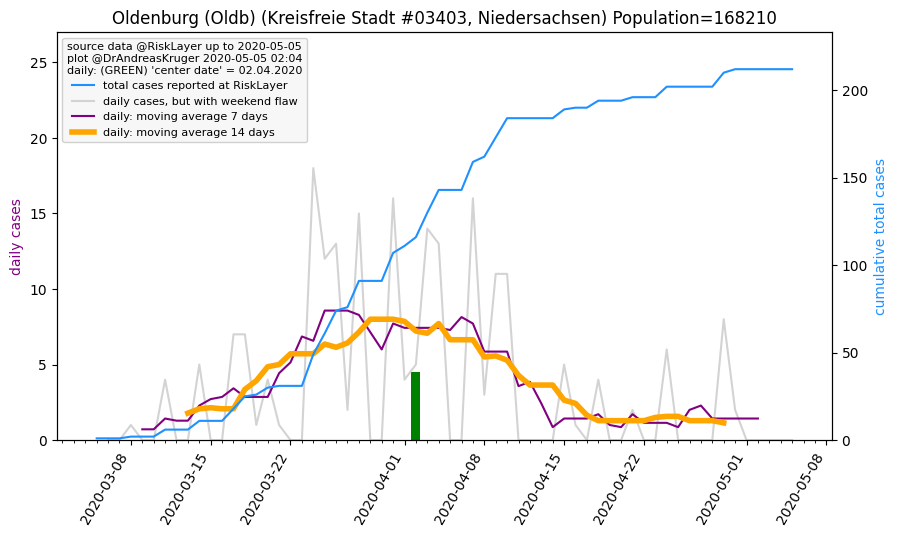 Oldenburg (Oldb) (Kreisfreie Stadt #03403, Niedersachsen) Population=168210
source data @RiskLayer up to 2020-05-05
plot @DrAndreasKruger 2020-05-05 02:04
daily: (GREEN) 'center date' = 02.04.2020
total cases reported at RiskLayer
daily cases, but with weekend flaw
daily: moving average 7 days
daily: moving average 14 days
25
20
15
10
5
0
daily cases
200
150
100
50
0
cumulative total cases
2020-03-08
2020-03-15
2020-03-22
2020-04-01
2020-04-08
2020-04-15
2020-04-22
2020-05-01
2020-05-08